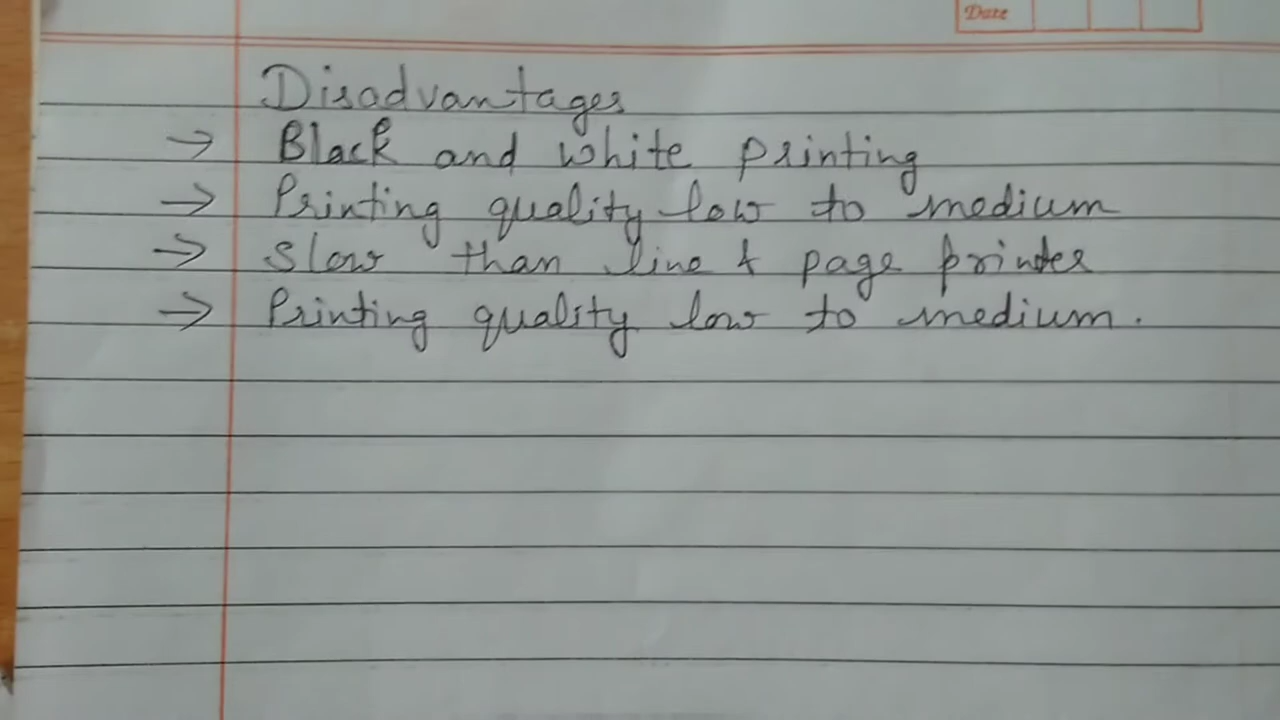 Date
Disadvantages
→ Black and white printing
→ Printing quality low to medium
→ Slow than line & page printer
→ Printing quality low to medium.